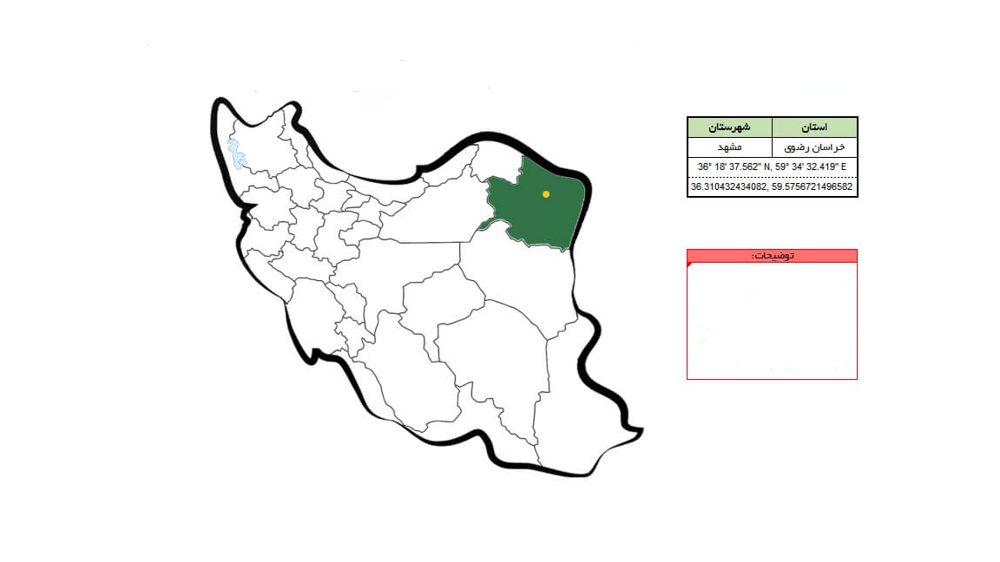 استان شهرستان
خراسان رضوی مشهد
36° 18' 37.562" N, 59° 34' 32.419" E
36.310432434082, 59.5756721496582
توضیحات: